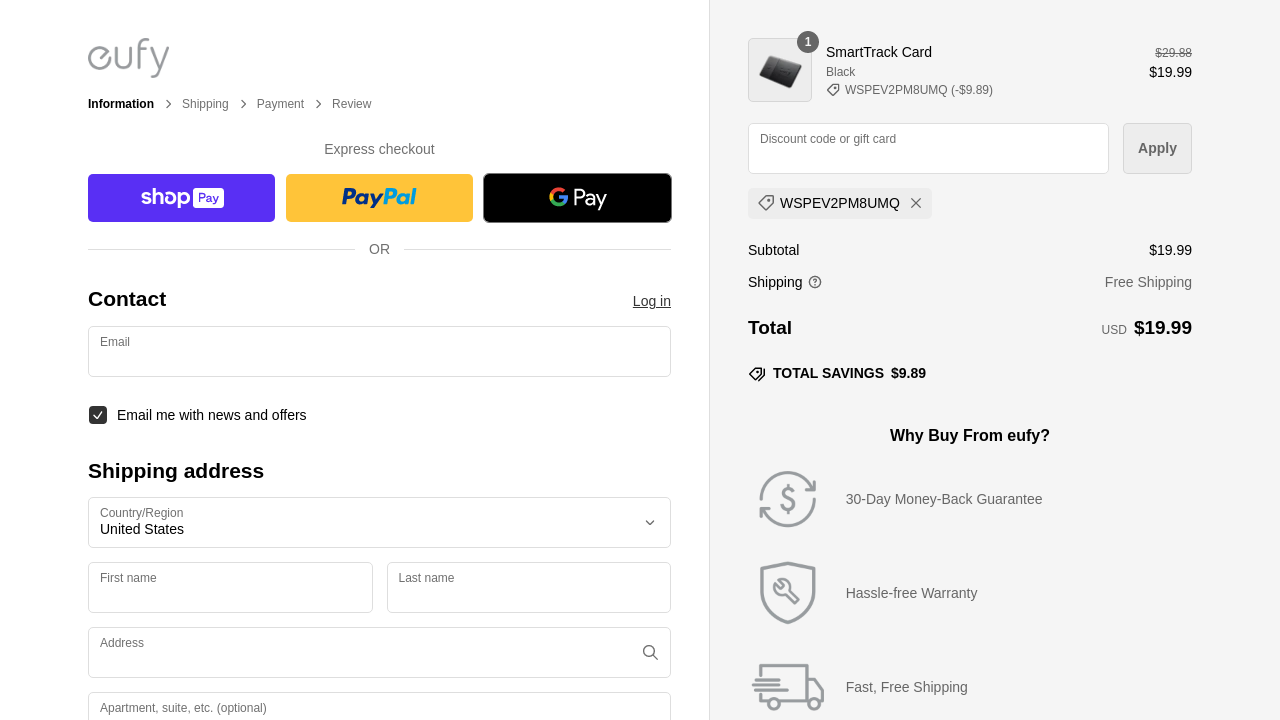 eufy
Information
Shipping
Payment
Review
Express checkout
shop Pay
PayPal
G Pay
OR
Contact
Log in
Email
Email me with news and offers
Shipping address
Country/Region
United States
First name
Last name
Address
Apartment, suite, etc. (optional)
1
SmartTrack Card
$29.88
Black
$19.99
WSPEV2PM8UMQ (-$9.89)
Discount code or gift card
Apply
WSPEV2PM8UMQ
Subtotal
$19.99
Shipping
Free Shipping
Total
USD $19.99
TOTAL SAVINGS $9.89
Why Buy From eufy?
30-Day Money-Back Guarantee
Hassle-free Warranty
Fast, Free Shipping